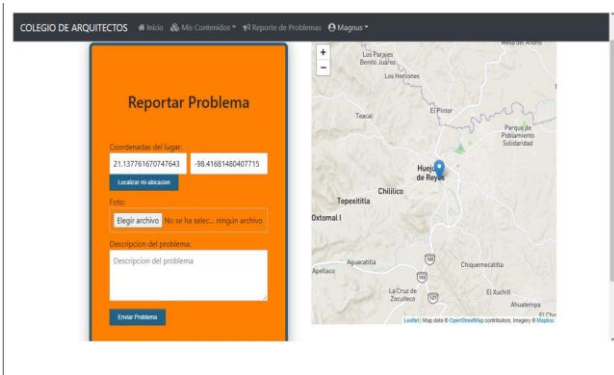 COLEGIO DE ARQUITECTOS Inicio Mis Contenidos Reporte de Problemas Magnus
Reportar Problema
Coordenadas del lugar:
21.137761670747643 -98.41681480407715
Localizar mi ubicacion
Foto:
Elegir archivo No se ha selec... ningún archivo
Descripcion del problema:
Descripcion del problema
Enviar Problema
+
−
Los Parajes
Benito Juárez
Los Horcones
El Pintor
Teacal
Parque de
Poblamiento
Solidaridad
Huej
de Reyes
Chililico
Tepexititla
Oxtomal I
Aguacatitla
Chiquemecatitla
Apetlaco
105
La Cruz de
Zocuiteco
El Xuchitl
Ahuatempa
Leaflet | Map data © OpenStreetMap contributors, Imagery © Mapbox